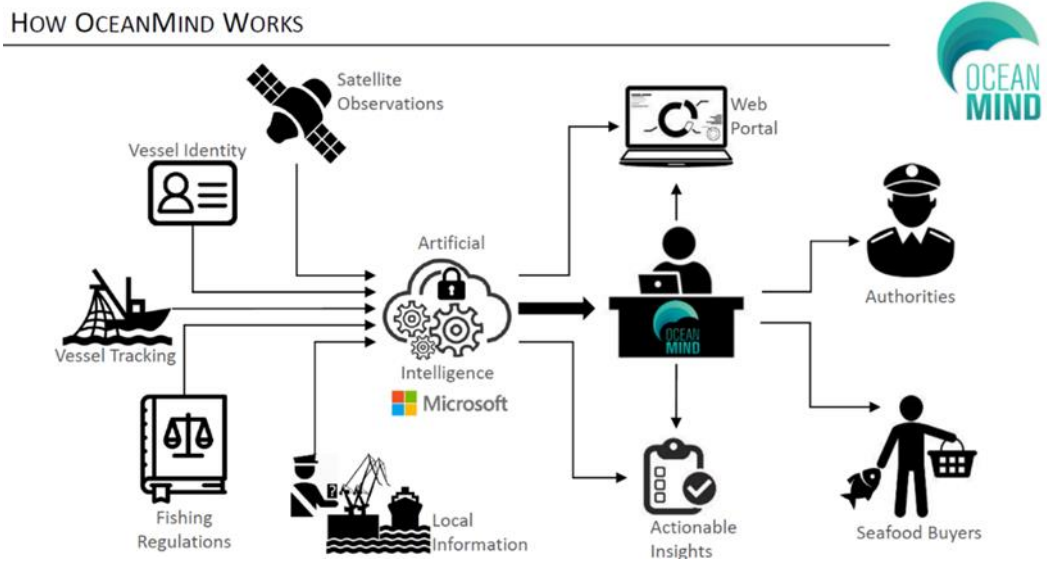 HOW OCEANMIND WORKS
OCEAN
MIND
Satellite
Observations
Web
Portal
Vessel Identity
Artificial
Authorities
Vessel Tracking
OCEAN
MIND
Intelligence
Microsoft
Fishing
Regulations
Local
Information
Actionable
Insights
Seafood Buyers